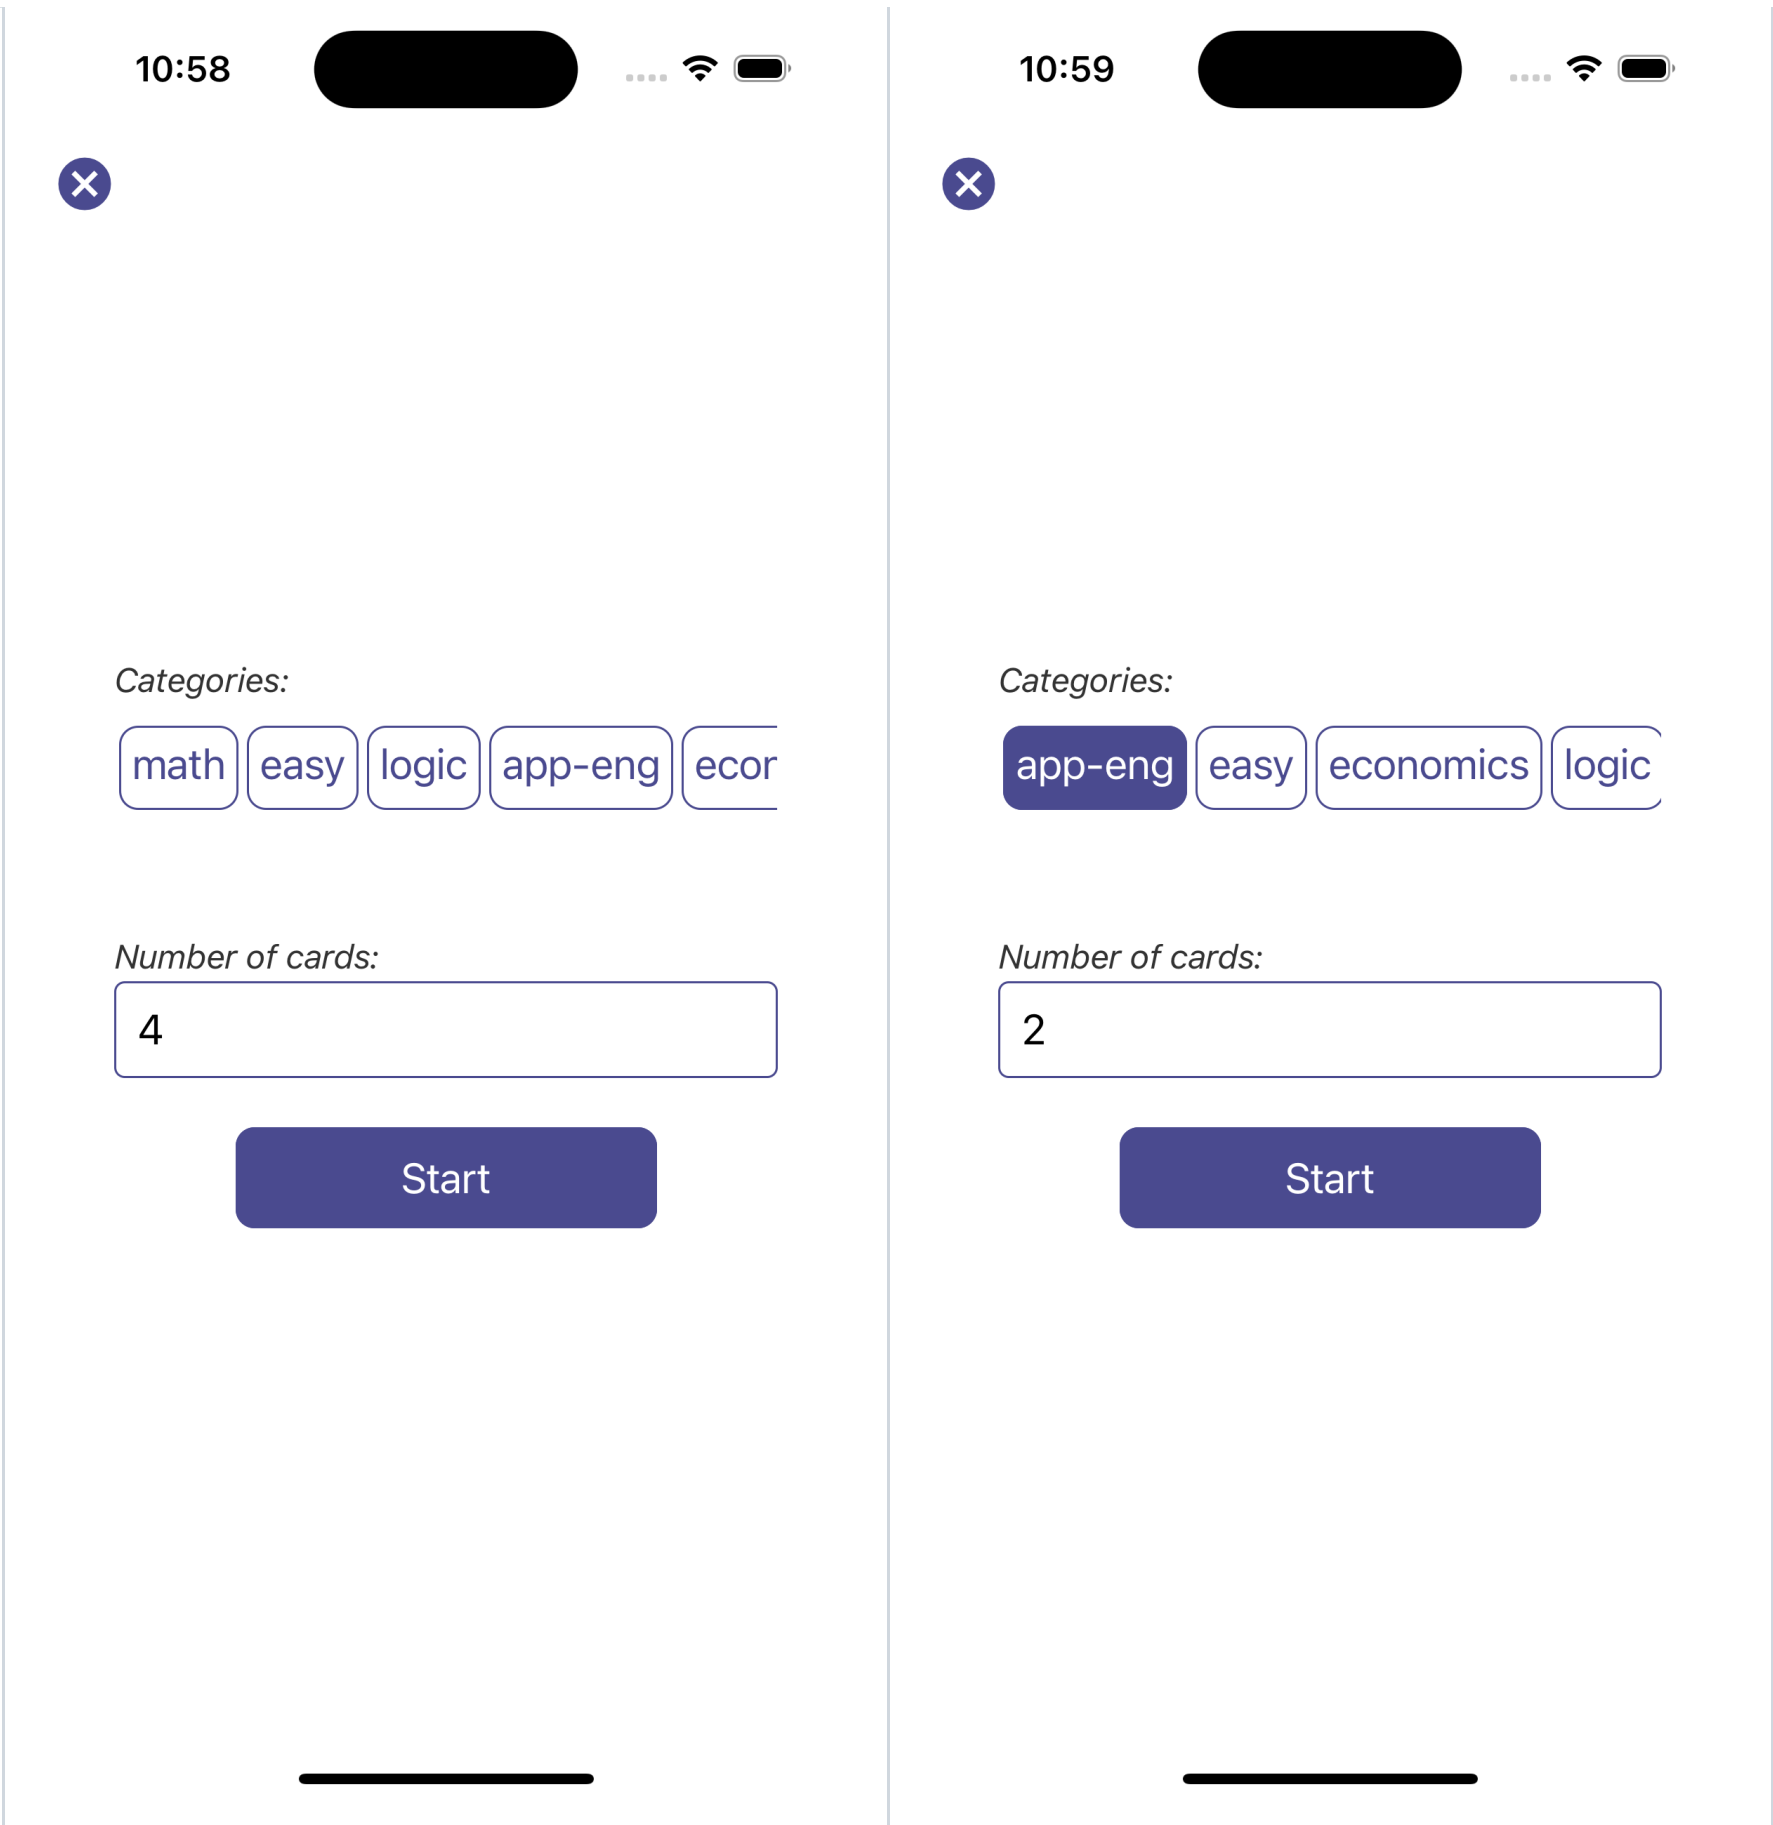 10:58
Categories:
math easy logic app-eng econ
Number of cards:
4
Start
10:59
Categories:
app-eng easy economics logic
Number of cards:
2
Start